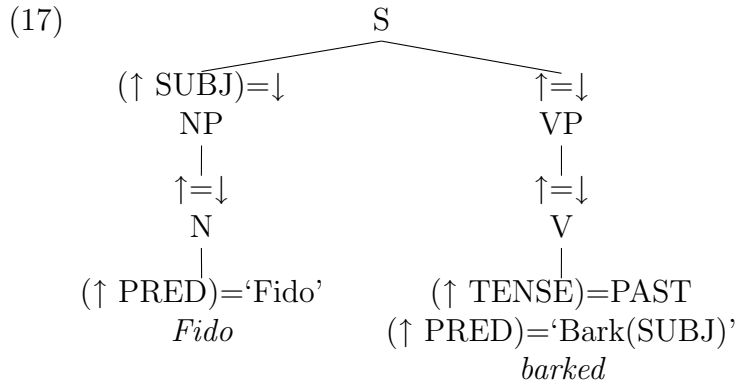 (17) S
(↑ SUBJ)=↓ ↑=↓
NP VP
↑=↓ ↑=↓
N V
(↑ PRED)=‘Fido’ (↑ TENSE)=PAST
Fido (↑ PRED)=‘Bark(SUBJ)’
barked